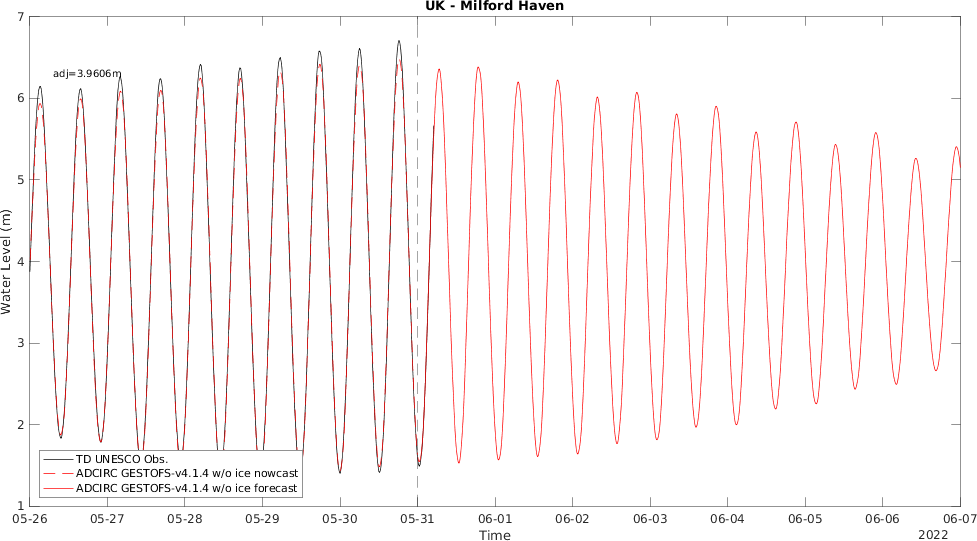 UK - Milford Haven
7
adj=3.9606m
6
5
4
3
2
1
Water Level (m)
TD UNESCO Obs.
ADCIRC GESTOFS-v4.1.4 w/o ice nowcast
ADCIRC GESTOFS-v4.1.4 w/o ice forecast
05-26 05-27 05-28 05-29 05-30 05-31 06-01 06-02 06-03 06-04 06-05 06-06 06-07
Time
2022